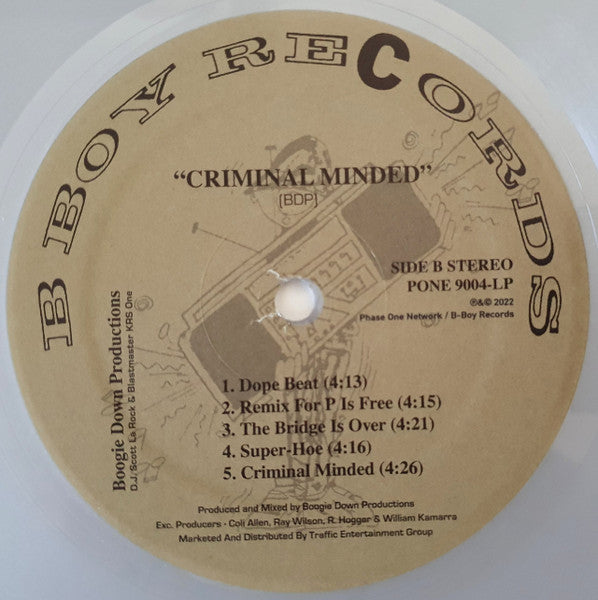 B BOY RECORDS
“CRIMINAL MINDED”
(BDP)
SIDE B STEREO
PONE 9004-LP
℗&© 2022
Phase One Network / B-Boy Records
Boogie Down Productions
D.J. Scott La Rock & Blastmaster KRS One
1. Dope Beat (4:13)
2. Remix For P Is Free (4:15)
3. The Bridge Is Over (4:21)
4. Super-Hoe (4:16)
5. Criminal Minded (4:26)
Produced and Mixed by Boogie Down Productions
Exc. Producers - Coli Allen, Ray Wilson, R. Hoggar & William Kamarra
Marketed And Distributed By Traffic Entertainment Group